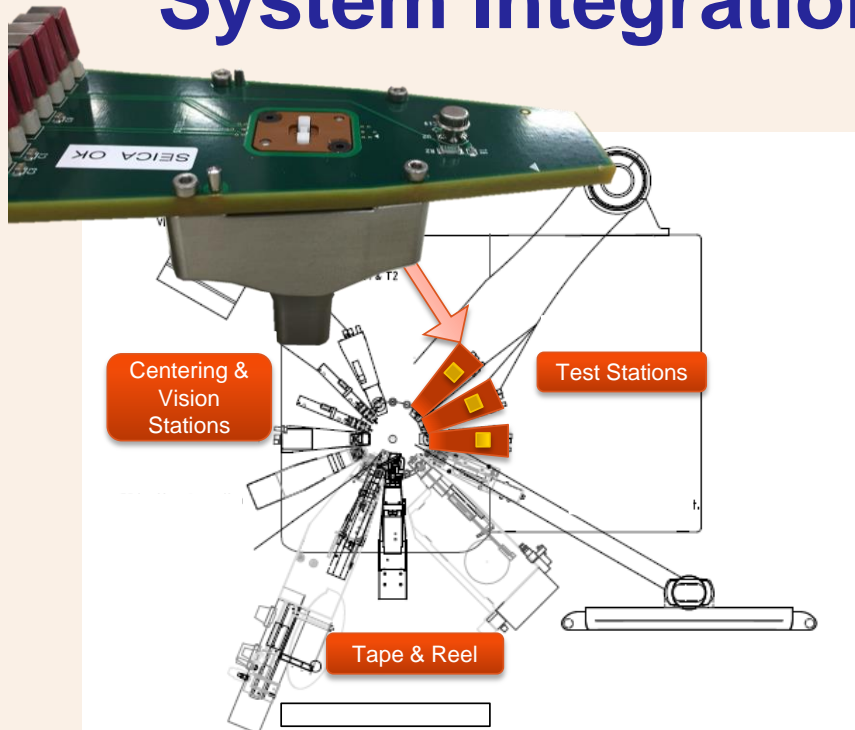 System Integration
SEICA OK
& T2
Centering &
Vision
Stations
Test Stations
Tape & Reel